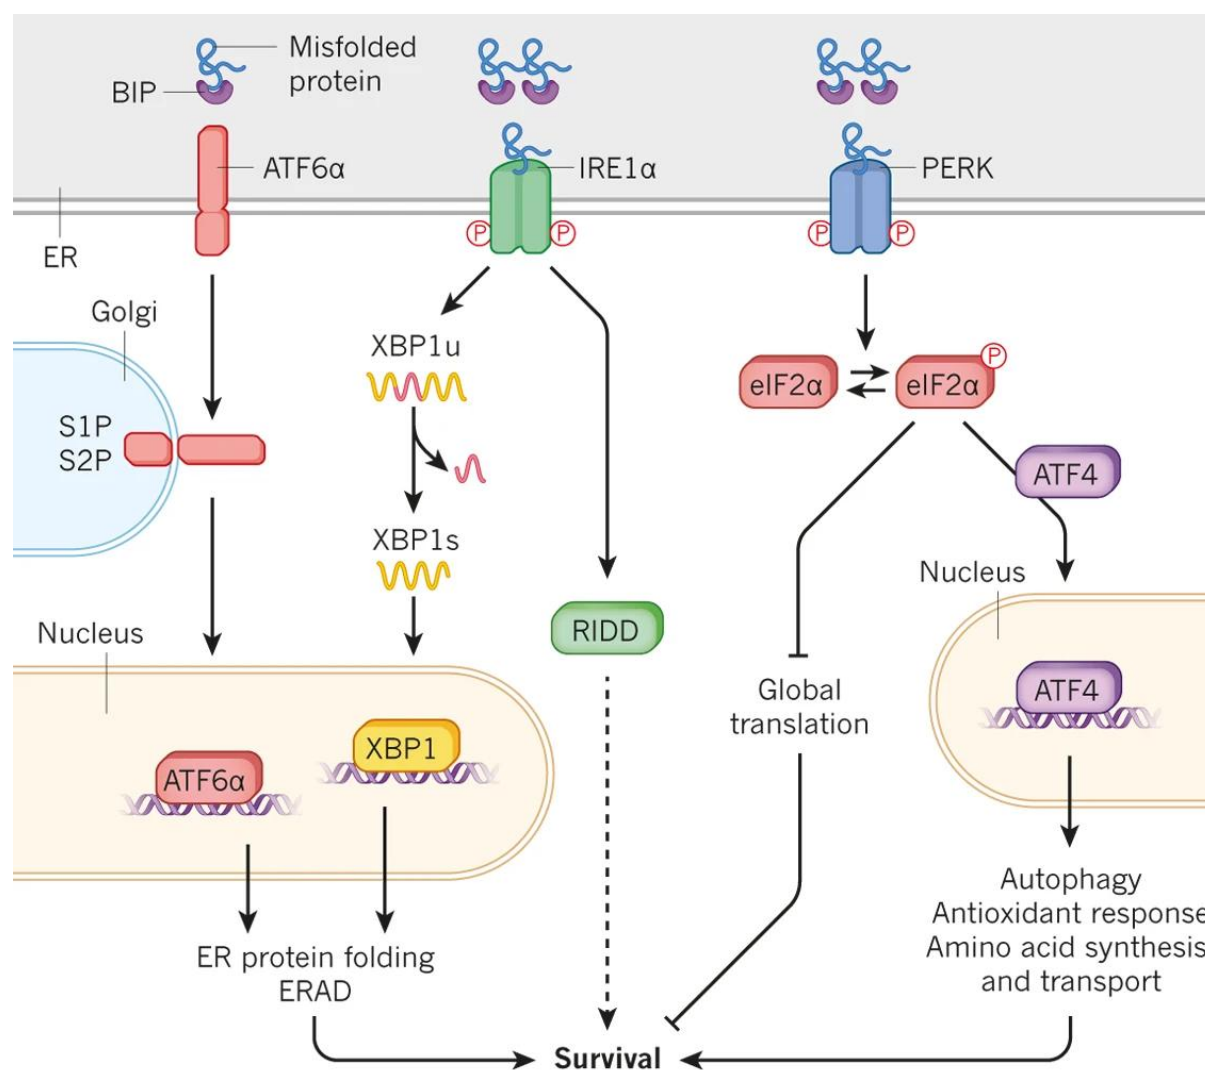 Misfolded
protein
BIP
ATF6α
IRE1α
PERK
P
P
P
P
ER
Golgi
XBP1u
eIF2α
eIF2α
P
S1P
S2P
ATF4
XBP1s
Nucleus
RIDD
Nucleus
Global
translation
ATF4
XBP1
ATF6α
Autophagy
Antioxidant response
Amino acid synthesis
and transport
ER protein folding
ERAD
Survival